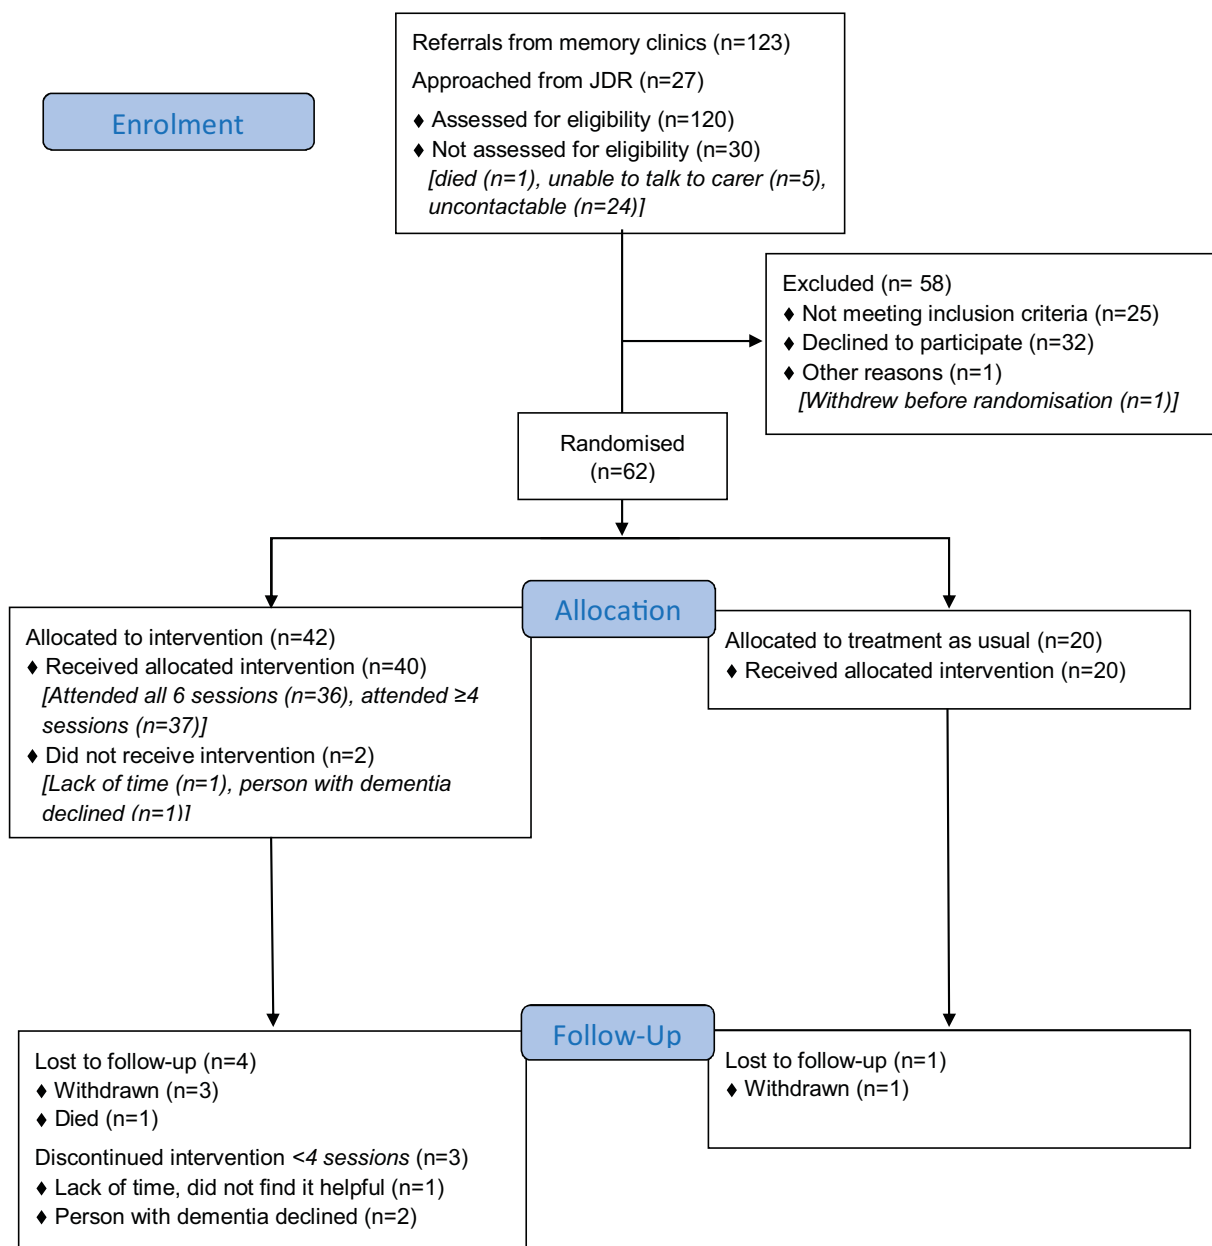 Referrals from memory clinics (n=123)
Approached from JDR (n=27)
♦ Assessed for eligibility (n=120)
♦ Not assessed for eligibility (n=30)
[died (n=1), unable to talk to carer (n=5),
uncontactable (n=24)]
Enrolment
Excluded (n= 58)
♦ Not meeting inclusion criteria (n=25)
♦ Declined to participate (n=32)
♦ Other reasons (n=1)
[Withdrew before randomisation (n=1)]
Randomised
(n=62)
Allocation
Allocated to intervention (n=42)
♦ Received allocated intervention (n=40)
[Attended all 6 sessions (n=36), attended ≥4
sessions (n=37)]
♦ Did not receive intervention (n=2)
[Lack of time (n=1), person with dementia
declined (n=1)]
Allocated to treatment as usual (n=20)
♦ Received allocated intervention (n=20)
Follow-Up
Lost to follow-up (n=4)
♦ Withdrawn (n=3)
♦ Died (n=1)
Discontinued intervention <4 sessions (n=3)
♦ Lack of time, did not find it helpful (n=1)
♦ Person with dementia declined (n=2)
Lost to follow-up (n=1)
♦ Withdrawn (n=1)